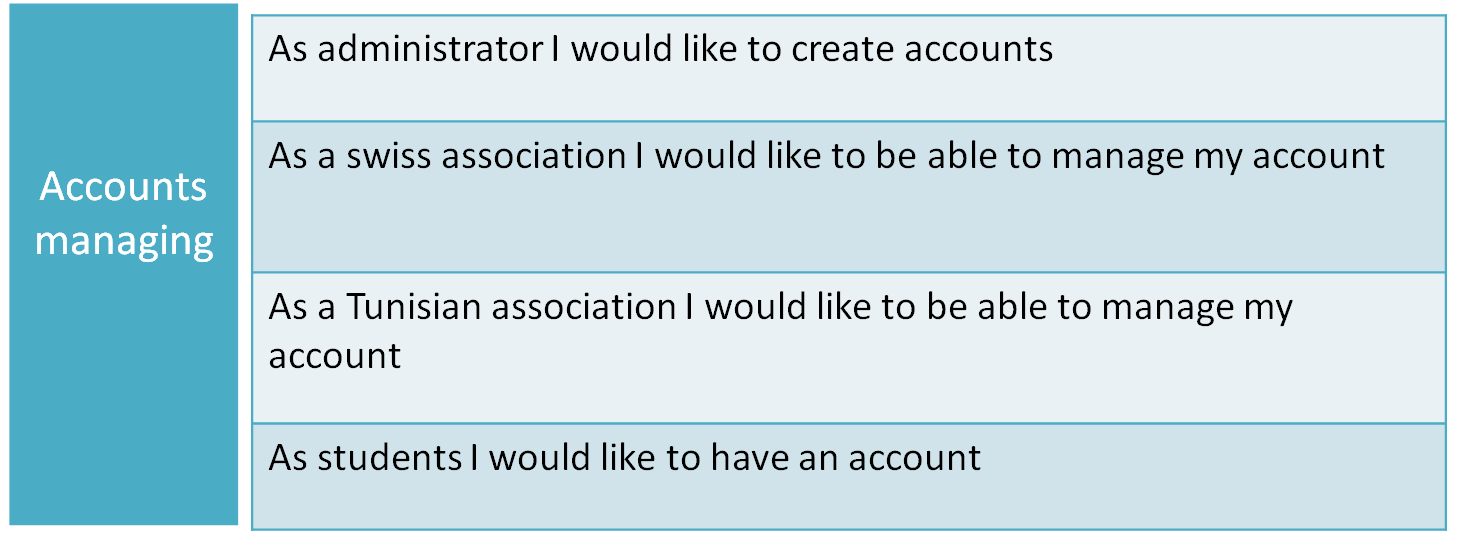 Accounts
managing
As administrator I would like to create accounts
As a swiss association I would like to be able to manage my account
As a Tunisian association I would like to be able to manage my
account
As students I would like to have an account